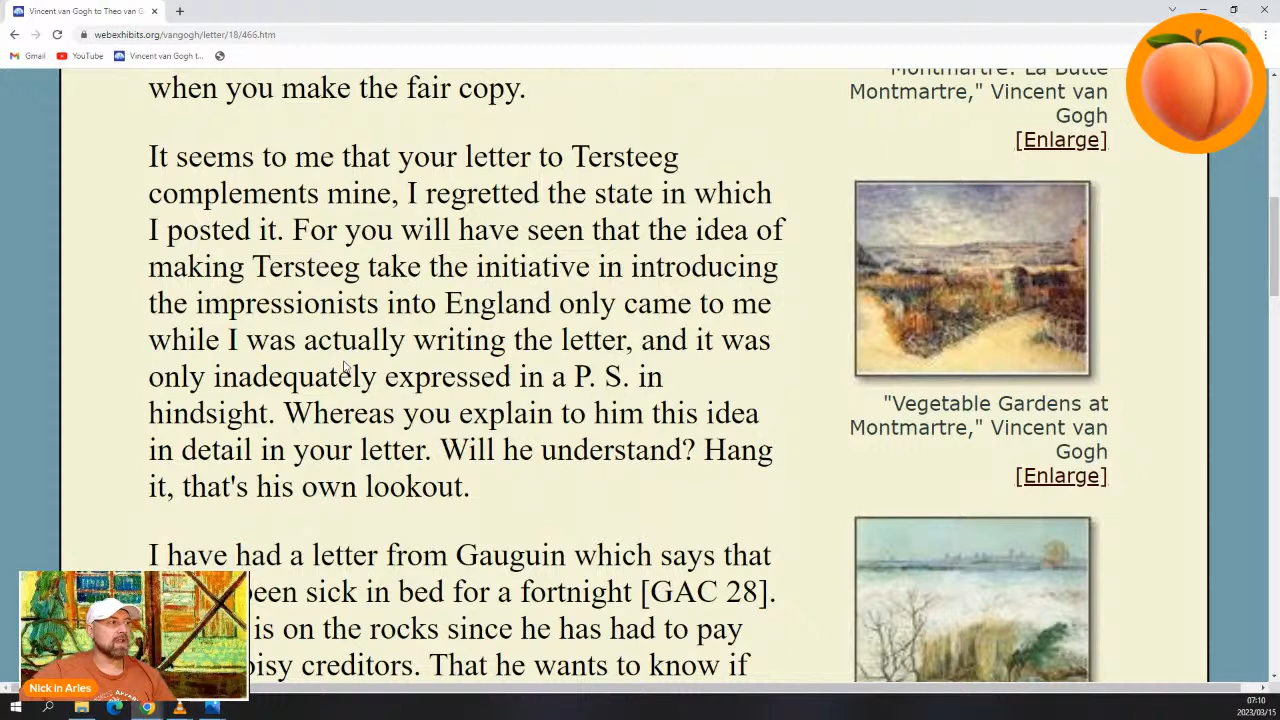 Vincent van Gogh to Theo van G
webexhibits.org/vangogh/letter/18/466.htm
Gmail
YouTube
Vincent van Gogh t...
when you make the fair copy.
It seems to me that your letter to Tersteeg
complements mine, I regretted the state in which
I posted it. For you will have seen that the idea of
making Tersteeg take the initiative in introducing
the impressionists into England only came to me
while I was actually writing the letter, and it was
only inadequately expressed in a P. S. in
hindsight. Whereas you explain to him this idea
in detail in your letter. Will he understand? Hang
it, that's his own lookout.
I have had a letter from Gauguin which says that
been sick in bed for a fortnight [GAC 28].
is on the rocks since he has had to pay
creditors. That he wants to know if
Montmartre: La Butte
Montmartre," Vincent van
Gogh
[Enlarge]
"Vegetable Gardens at
Montmartre," Vincent van
Gogh
[Enlarge]
Nick in Arles
07:10
2023/03/15